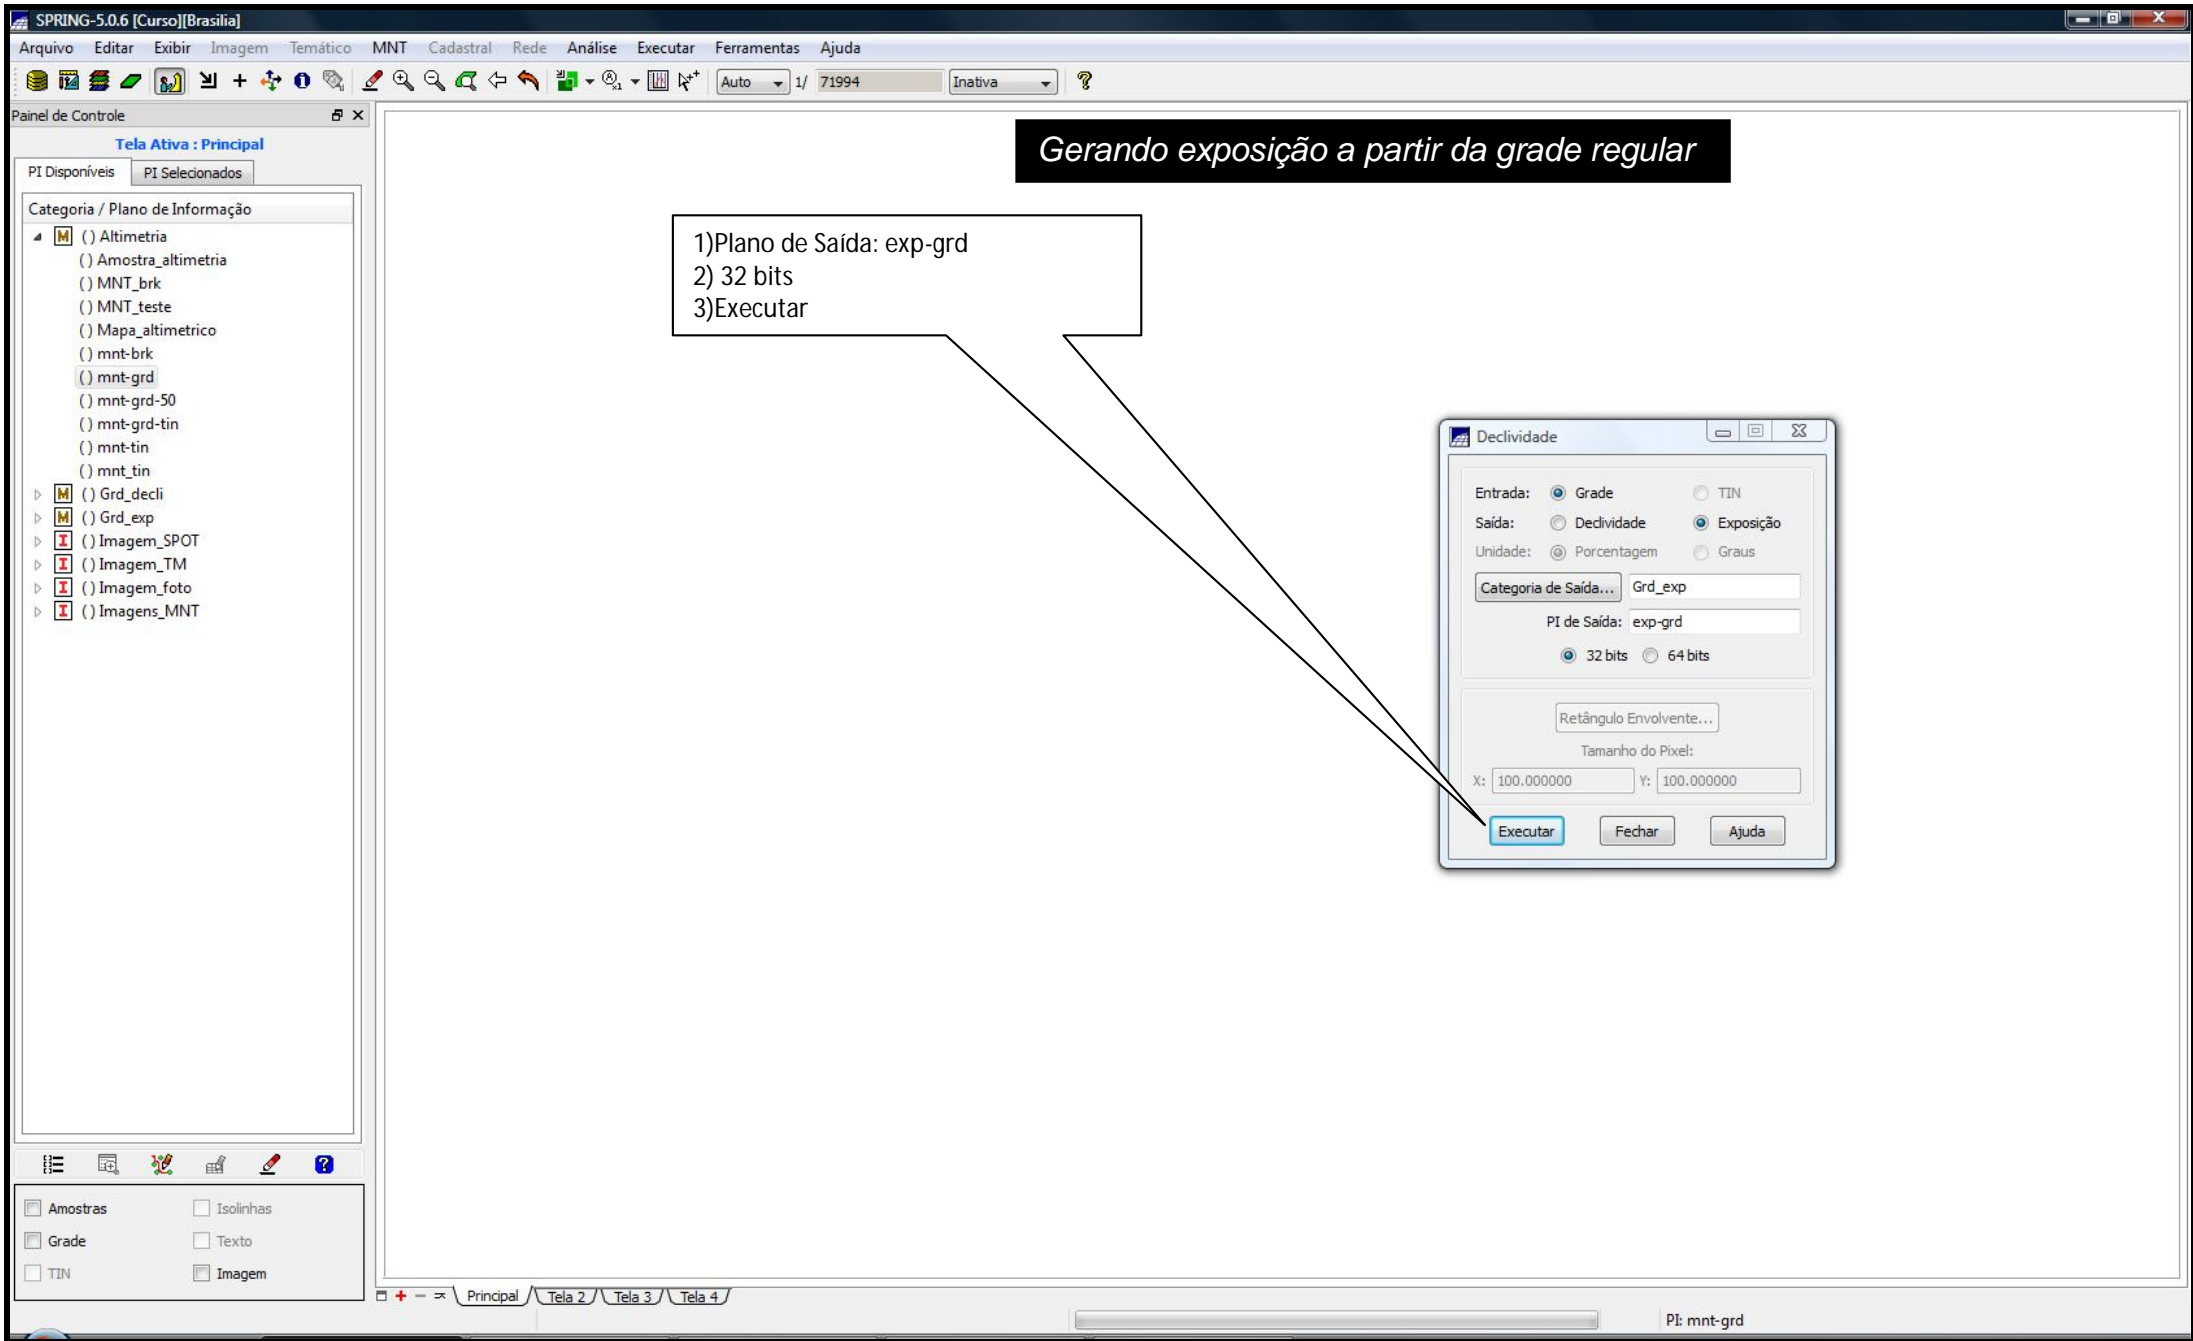 SPRING-5.0.6 [Curso][Brasilia]
Arquivo Editar Exibir Imagem Temático MNT Cadastral Rede Análise Executar Ferramentas Ajuda
Auto 1/ 71994 Inativa
Painel de Controle
Tela Ativa : Principal
PI Disponíveis PI Selecionados
Categoria / Plano de Informação
M () Altimetria
() Amostra_altimetria
() MNT_brk
() MNT_teste
() Mapa_altimetrico
() mnt-brk
() mnt-grd
() mnt-grd-50
() mnt-grd-tin
() mnt-tin
() mnt_tin
M () Grd_decli
M () Grd_exp
I () Imagem_SPOT
I () Imagem_TM
I () Imagem_foto
I () Imagens_MNT
Amostras Isolinhas
Grade Texto
TIN Imagem
Gerando exposição a partir da grade regular
1)Plano de Saída: exp-grd
2) 32 bits
3)Executar
Declividade
Entrada: Grade TIN
Saída: Declividade Exposição
Unidade: Porcentagem Graus
Categoria de Saída... Grd_exp
PI de Saída: exp-grd
32 bits 64 bits
Retângulo Envolvente...
Tamanho do Pixel:
X: 100.000000 Y: 100.000000
Executar Fechar Ajuda
Principal Tela 2 Tela 3 Tela 4
PI: mnt-grd